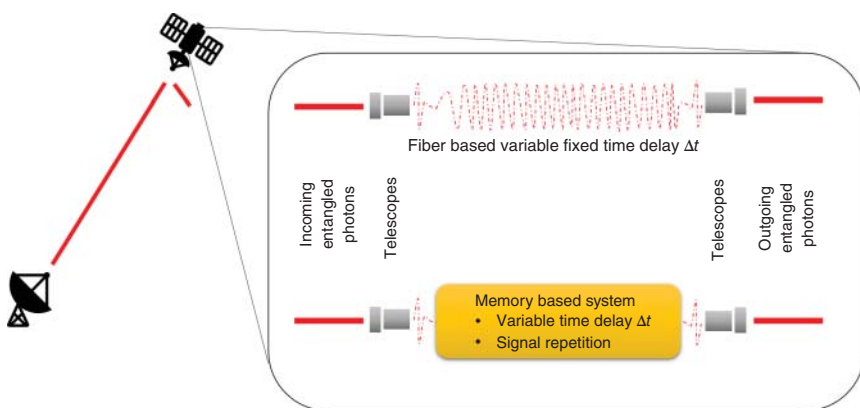 Fiber based variable fixed time delay Δt
Incoming
entangled
photons
Telescopes
Telescopes
Outgoing
entangled
photons
Memory based system
• Variable time delay Δt
• Signal repetition